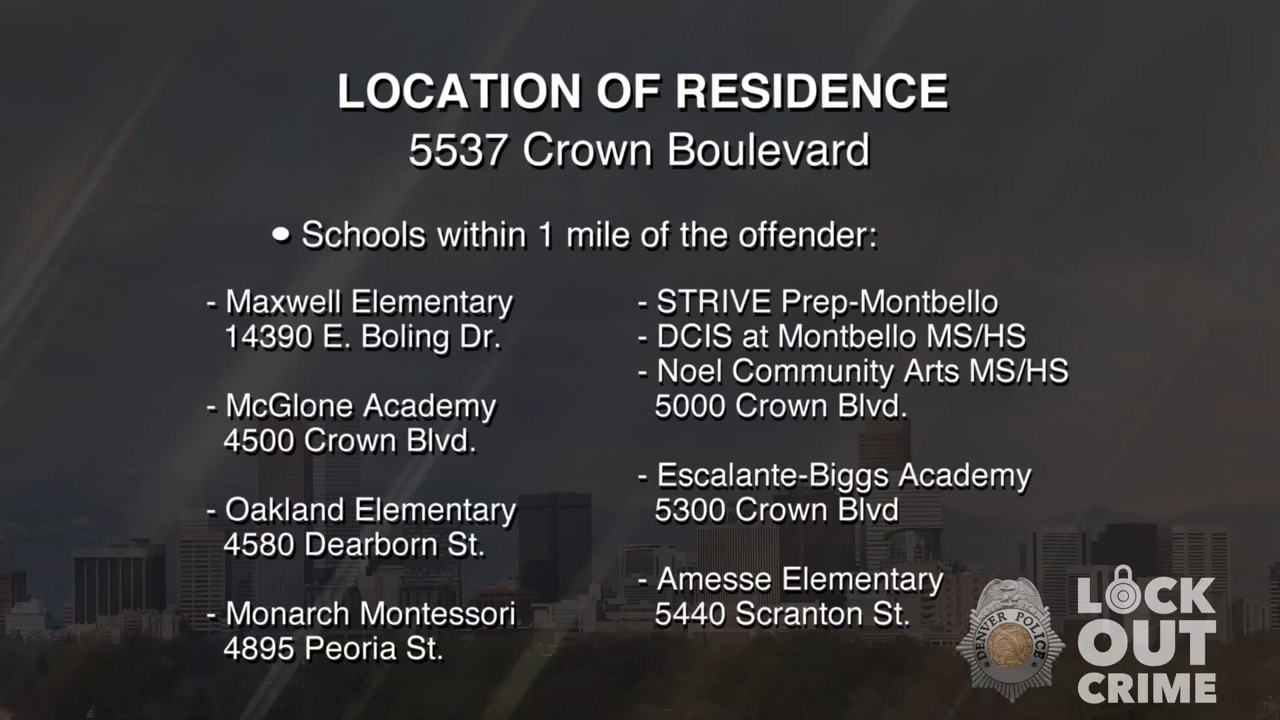 LOCATION OF RESIDENCE
5537 Crown Boulevard
• Schools within 1 mile of the offender:
- Maxwell Elementary
14390 E. Boling Dr.
- McGlone Academy
4500 Crown Blvd.
- Oakland Elementary
4580 Dearborn St.
- Monarch Montessori
4895 Peoria St.
- STRIVE Prep-Montbello
- DCIS at Montbello MS/HS
- Noel Community Arts MS/HS
5000 Crown Blvd.
- Escalante-Biggs Academy
5300 Crown Blvd
- Amesse Elementary
5440 Scranton St.
DENVER POLICE
LOCK
OUT
CRIME